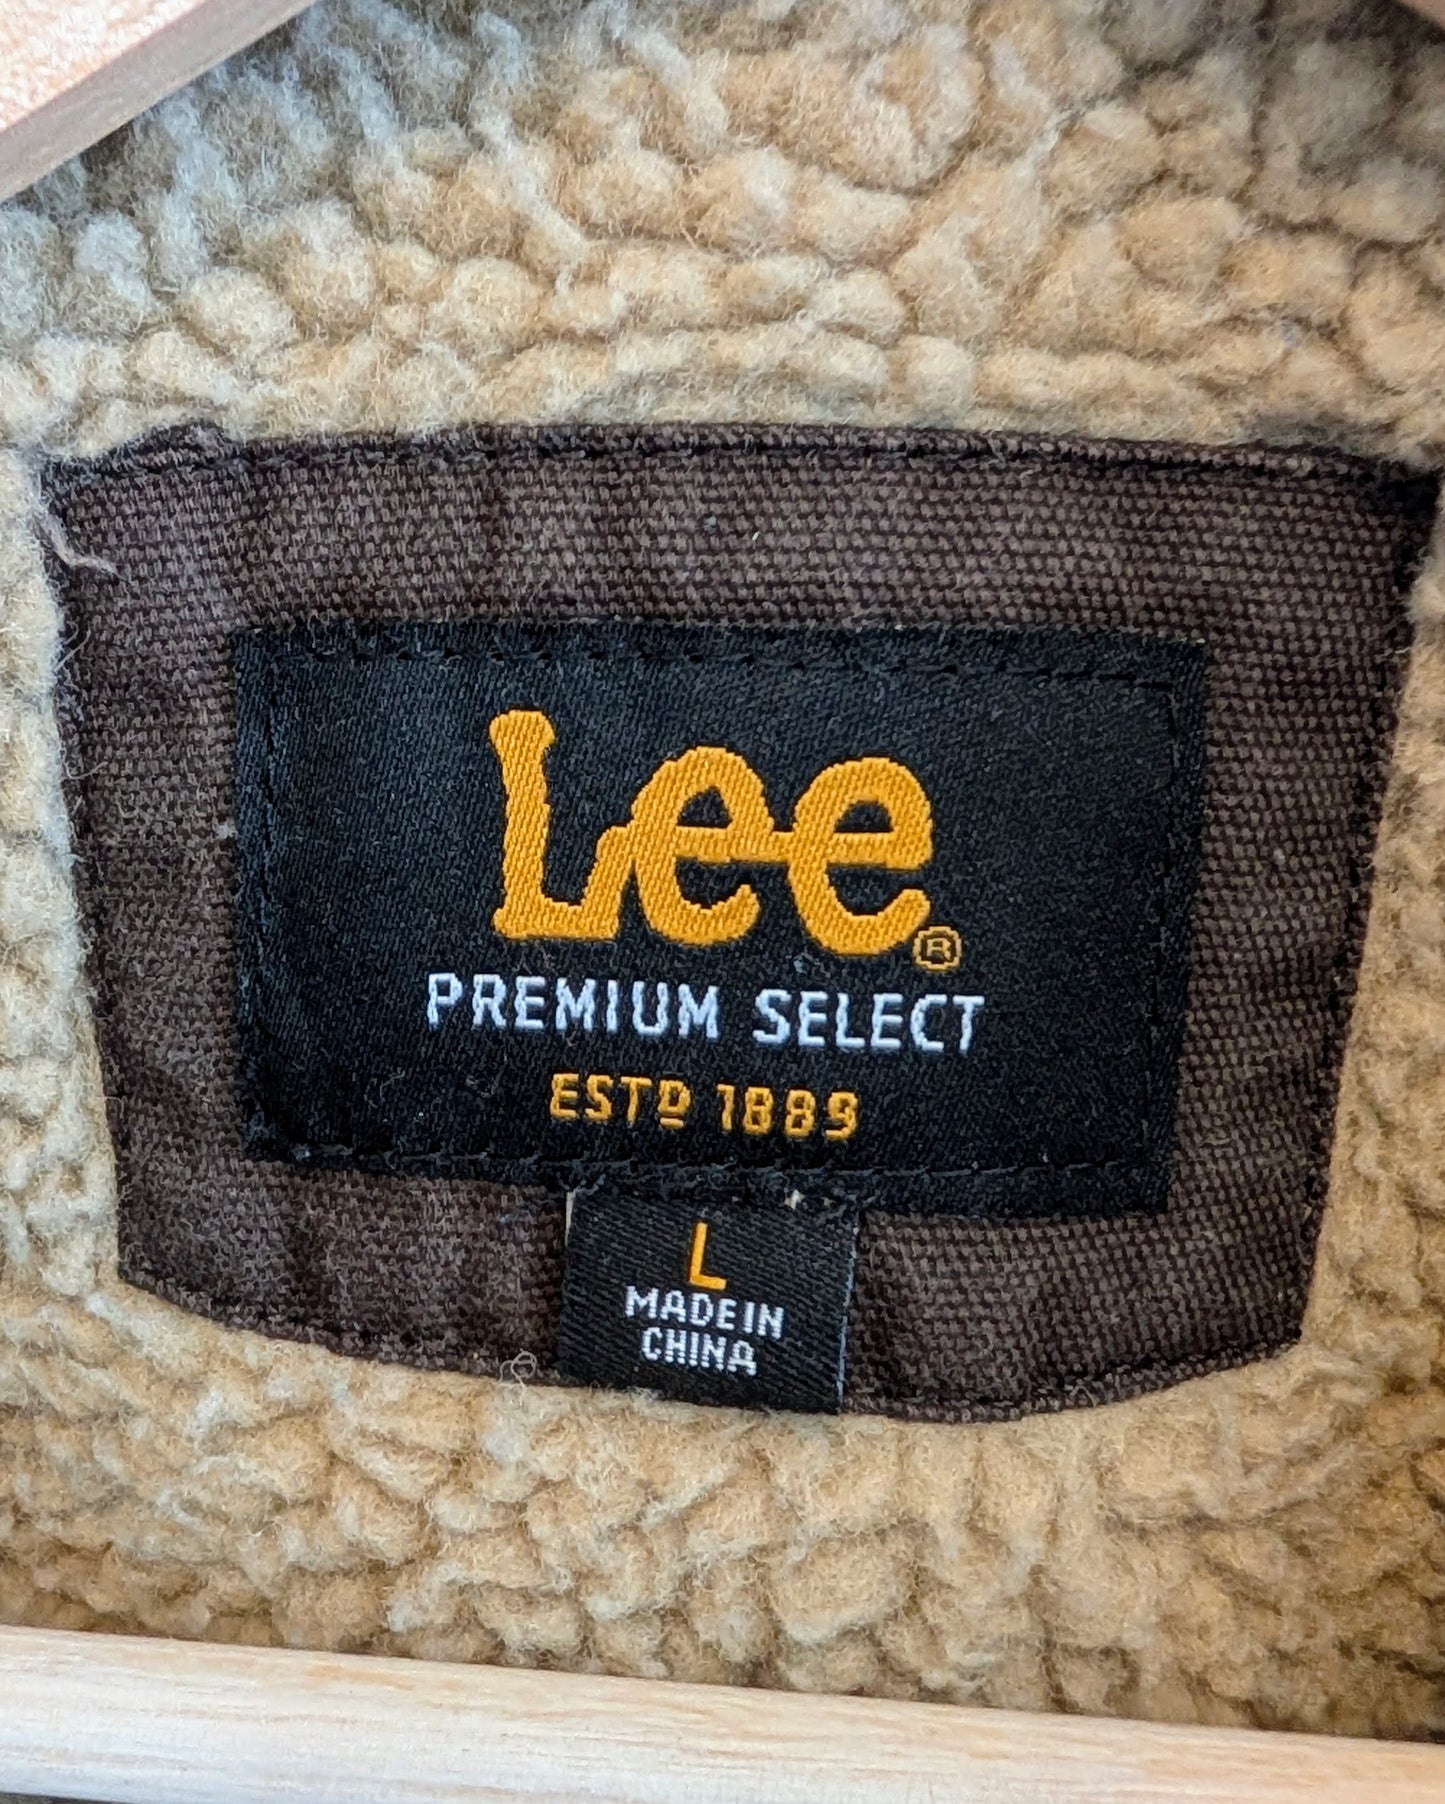 Lee®
PREMIUM SELECT
ESTD 1889
L
MADE IN
CHINA